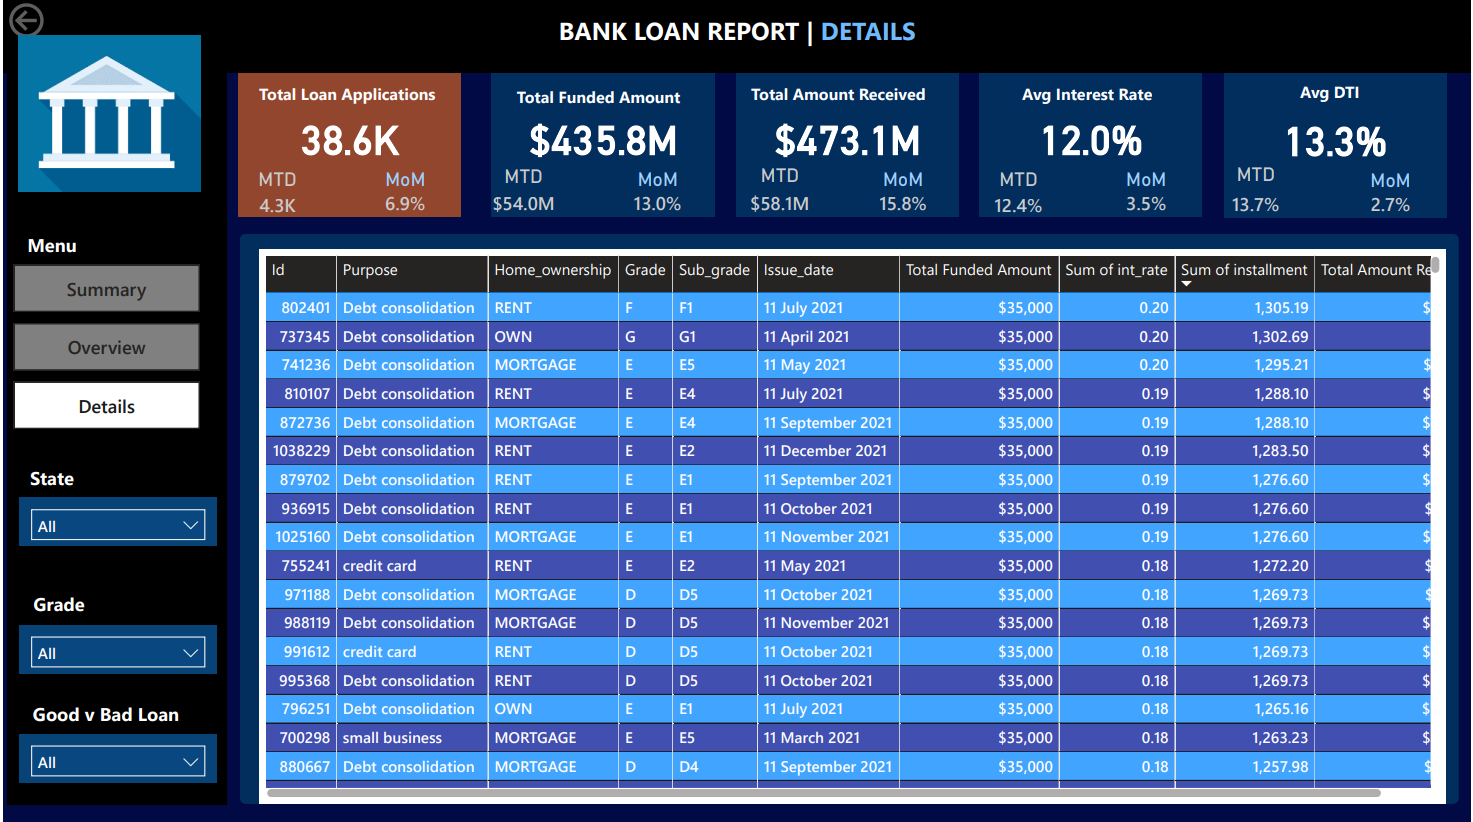 BANK LOAN REPORT | DETAILS
Total Loan Applications
38.6K
MTD MoM
4.3K 6.9%
Total Funded Amount
$435.8M
MTD MoM
$54.0M 13.0%
Total Amount Received
$473.1M
MTD MoM
$58.1M 15.8%
Avg Interest Rate
12.0%
MTD MoM
12.4% 3.5%
Avg DTI
13.3%
MTD MoM
13.7% 2.7%
Menu
Summary
Overview
Details
State
All
Grade
All
Good v Bad Loan
All
Id Purpose Home_ownership Grade Sub_grade Issue_date Total Funded Amount Sum of int_rate Sum of installment Total Amount Re
802401 Debt consolidation RENT F F1 11 July 2021 $35,000 0.20 1,305.19 $
737345 Debt consolidation OWN G G1 11 April 2021 $35,000 0.20 1,302.69
741236 Debt consolidation MORTGAGE E E5 11 May 2021 $35,000 0.20 1,295.21 $
810107 Debt consolidation RENT E E4 11 July 2021 $35,000 0.19 1,288.10 $
872736 Debt consolidation MORTGAGE E E4 11 September 2021 $35,000 0.19 1,288.10 $
1038229 Debt consolidation RENT E E2 11 December 2021 $35,000 0.19 1,283.50 $
879702 Debt consolidation RENT E E1 11 September 2021 $35,000 0.19 1,276.60 $
936915 Debt consolidation RENT E E1 11 October 2021 $35,000 0.19 1,276.60 $
1025160 Debt consolidation MORTGAGE E E1 11 November 2021 $35,000 0.19 1,276.60 $
755241 credit card RENT E E2 11 May 2021 $35,000 0.18 1,272.20 $
971188 Debt consolidation MORTGAGE D D5 11 October 2021 $35,000 0.18 1,269.73 $
988119 Debt consolidation MORTGAGE D D5 11 November 2021 $35,000 0.18 1,269.73 $
991612 credit card RENT D D5 11 October 2021 $35,000 0.18 1,269.73 $
995368 Debt consolidation RENT D D5 11 October 2021 $35,000 0.18 1,269.73 $
796251 Debt consolidation OWN E E1 11 July 2021 $35,000 0.18 1,265.16 $
700298 small business MORTGAGE E E5 11 March 2021 $35,000 0.18 1,263.23 $
880667 Debt consolidation MORTGAGE D D4 11 September 2021 $35,000 0.18 1,257.98 $